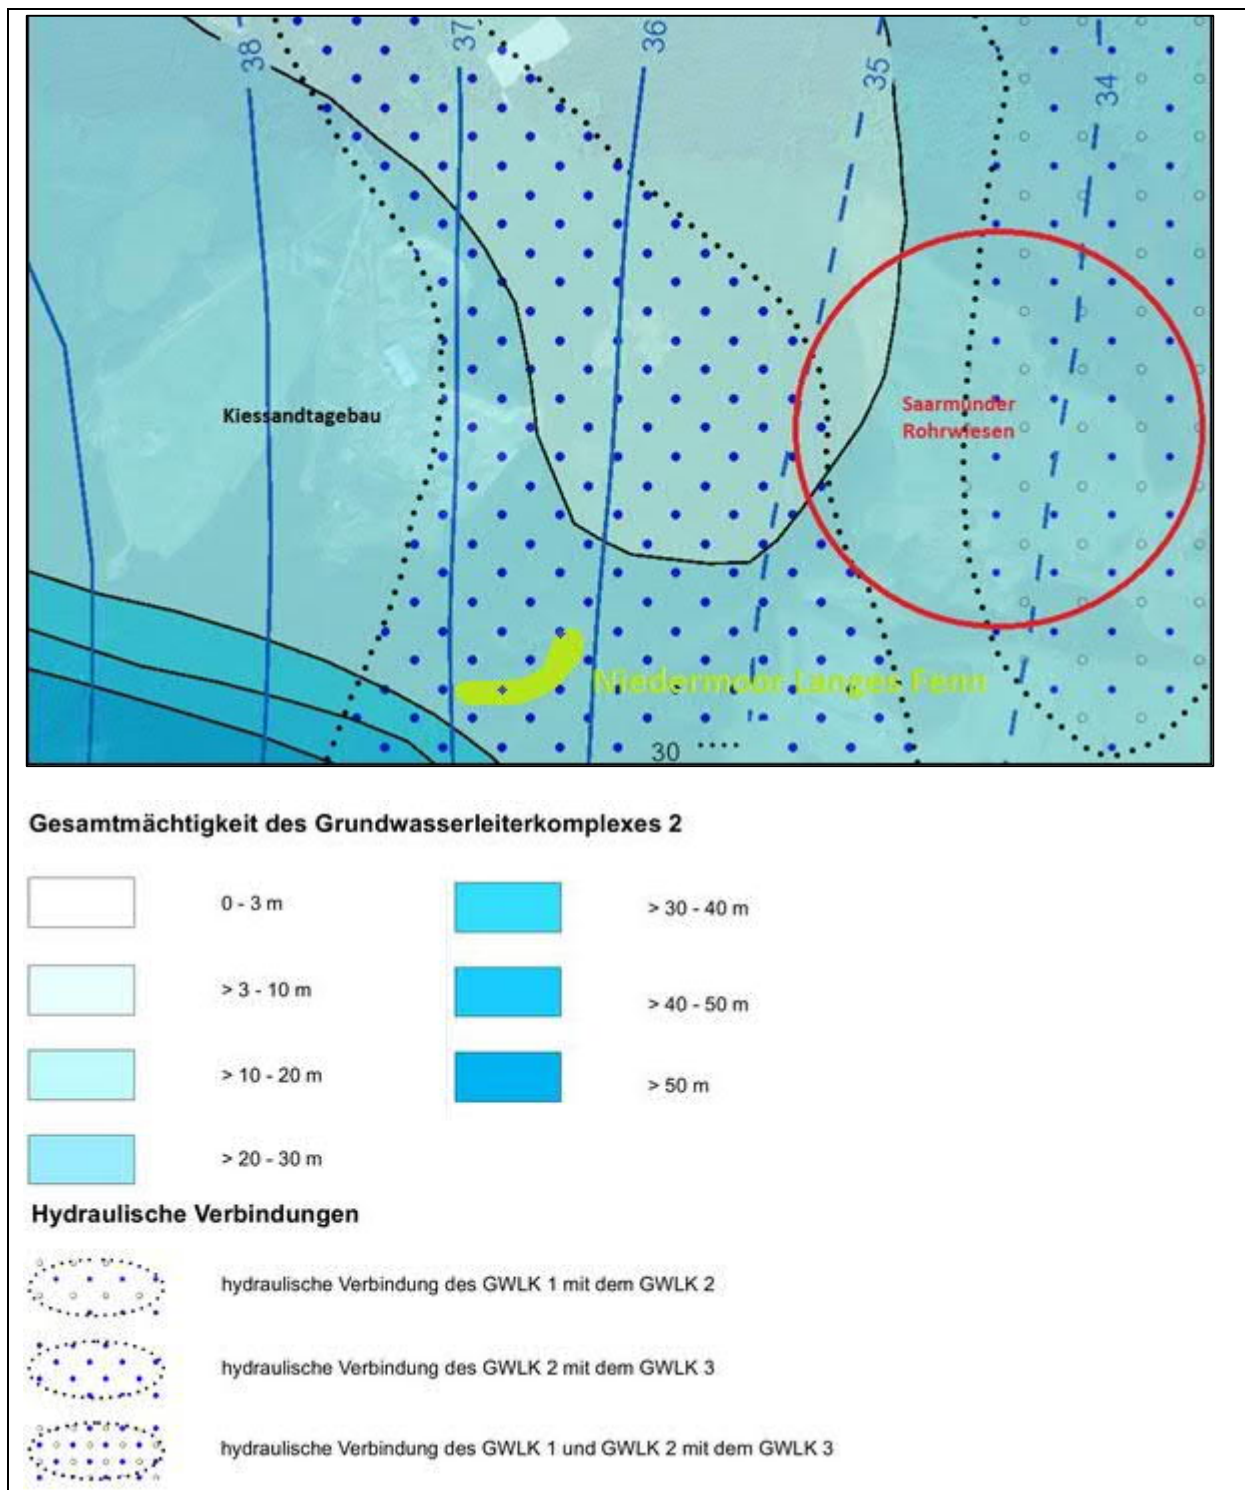 38
37
36
35
34
Kiessandtagebau
Saarmunder
Rohrwiesen
Niedermoor Langes Fenn
30
Gesamtmächtigkeit des Grundwasserleiterkomplexes 2
0 - 3 m
> 3 - 10 m
> 10 - 20 m
> 20 - 30 m
> 30 - 40 m
> 40 - 50 m
> 50 m
Hydraulische Verbindungen
hydraulische Verbindung des GWLK 1 mit dem GWLK 2
hydraulische Verbindung des GWLK 2 mit dem GWLK 3
hydraulische Verbindung des GWLK 1 und GWLK 2 mit dem GWLK 3